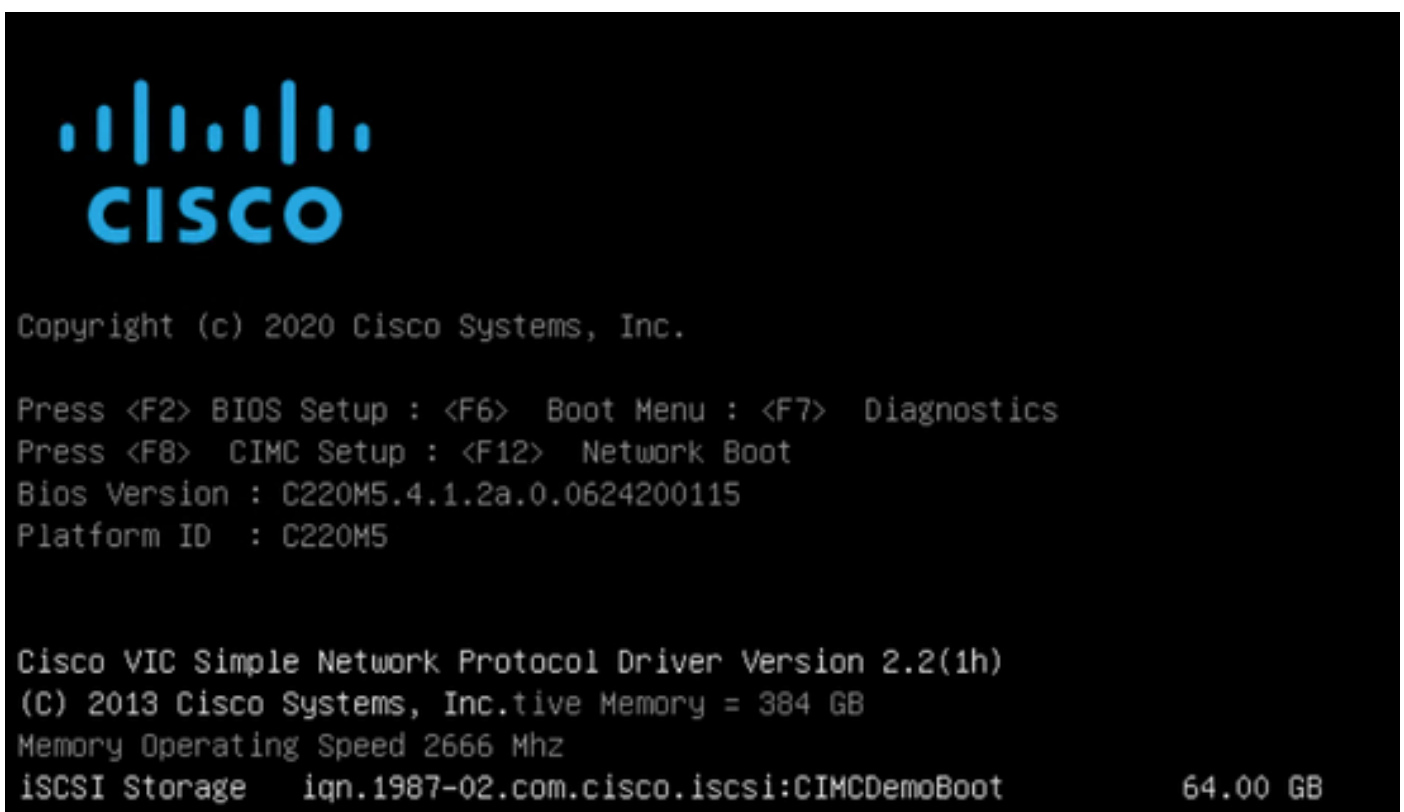 CISCO
Copyright (c) 2020 Cisco Systems, Inc.
Press <F2> BIOS Setup : <F6>  Boot Menu : <F7>  Diagnostics
Press <F8>  CIMC Setup : <F12>  Network Boot
Bios Version : C220M5.4.1.2a.0.0624200115
Platform ID  : C220M5
Cisco VIC Simple Network Protocol Driver Version 2.2(1h)
(C) 2013 Cisco Systems, Inc.tive Memory = 384 GB
Memory Operating Speed 2666 Mhz
iSCSI Storage   iqn.1987-02.com.cisco.iscsi:CIMCDemoBoot   64.00 GB